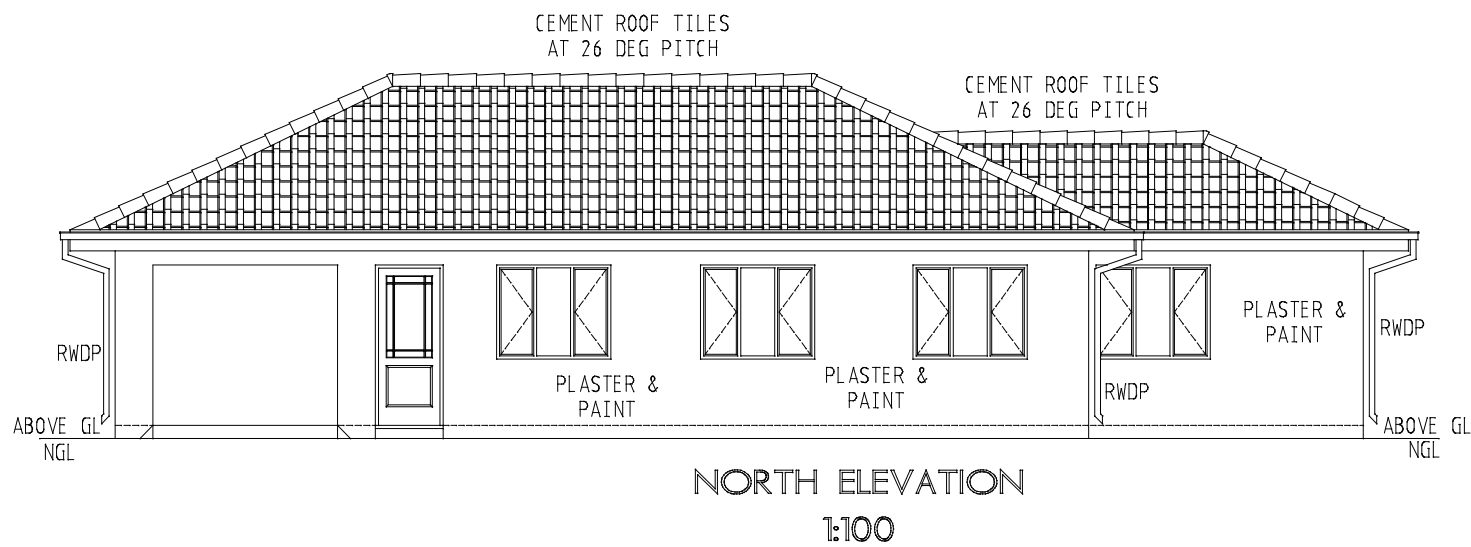 CEMENT ROOF TILES
AT 26 DEG PITCH
CEMENT ROOF TILES
AT 26 DEG PITCH
PLASTER &
PAINT
RWDP
RWDP
PLASTER &
PAINT
PLASTER &
PAINT
RWDP
ABOVE GL
NGL
ABOVE GL
NGL
NORTH ELEVATION
1:100